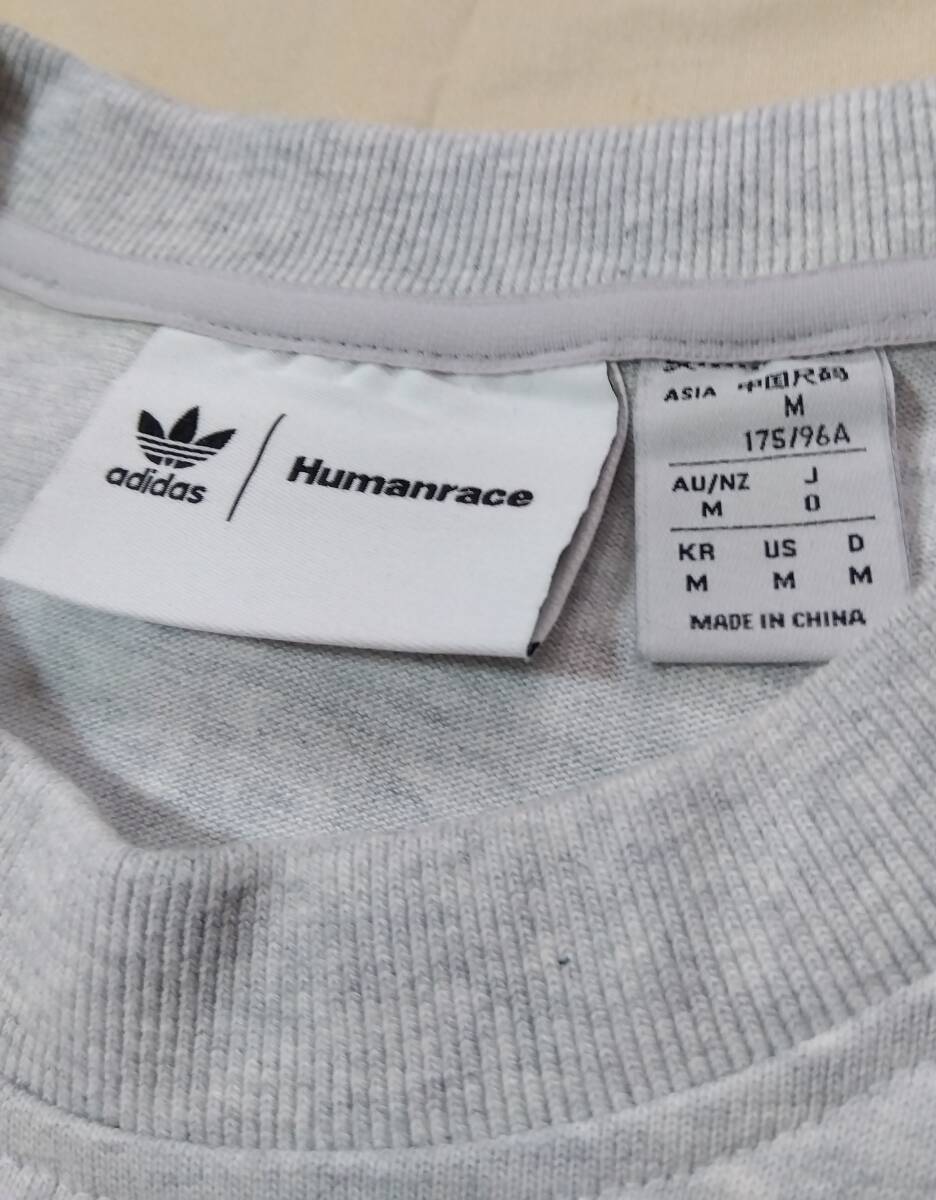 adidas
Humanrace
ASIA 中国尺码
M
175/96A
AU/NZ J
M O
KR US D
M M M
MADE IN CHINA